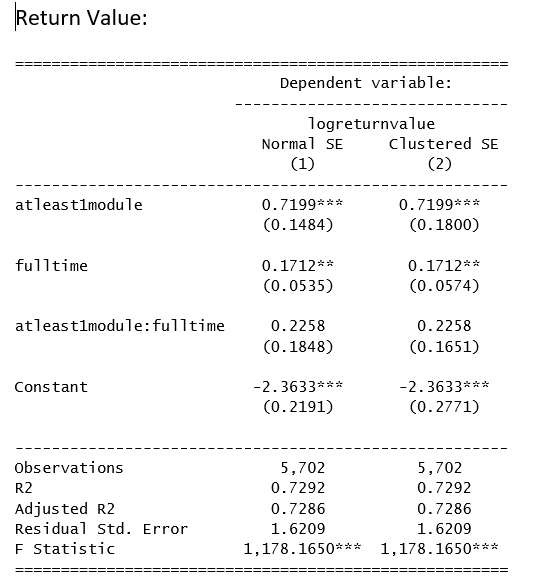 Return Value:
======================================================
Dependent variable:
------------------------------
logreturnvalue
Normal SE Clustered SE
(1) (2)
------------------------------------------------------
atleast1module 0.7199*** 0.7199***
(0.1484) (0.1800)
fulltime 0.1712** 0.1712**
(0.0535) (0.0574)
atleast1module:fulltime 0.2258 0.2258
(0.1848) (0.1651)
Constant -2.3633*** -2.3633***
(0.2191) (0.2771)
------------------------------------------------------
Observations 5,702 5,702
R2 0.7292 0.7292
Adjusted R2 0.7286 0.7286
Residual Std. Error 1.6209 1.6209
F Statistic 1,178.1650*** 1,178.1650***
======================================================